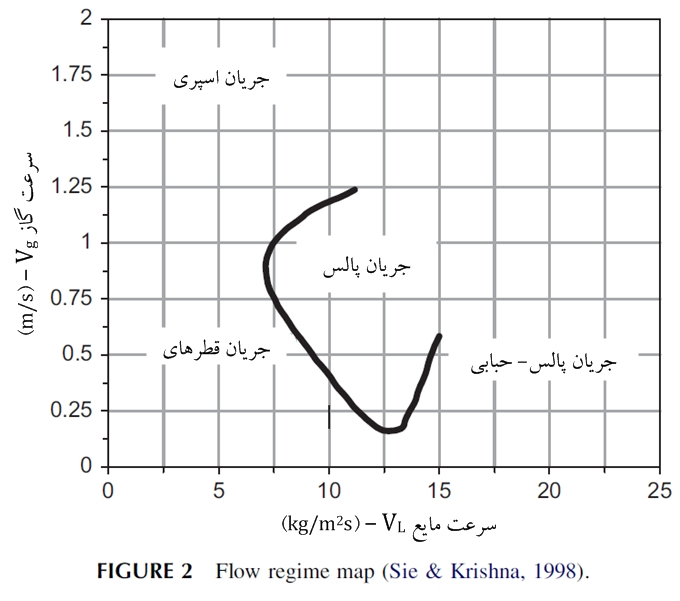 2
1.75
1.5
1.25
1
0.75
0.5
0.25
0
سرعت گاز Vg – (m/s)
جریان اسپری
جریان پالس
جریان قطرهای
جریان پالس- حبابی
0 5 10 15 20 25
سرعت مایع VL – (kg/m²s)
FIGURE 2 Flow regime map (Sie & Krishna, 1998).